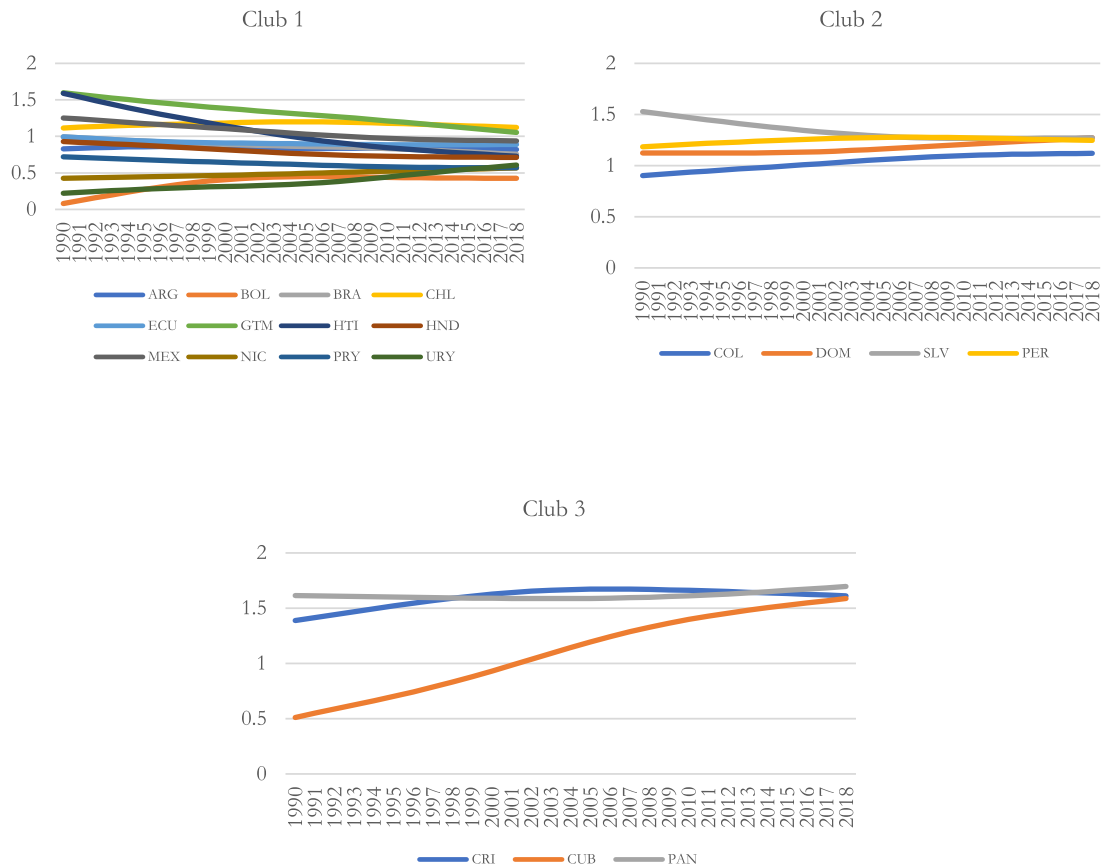 Club 1
2
1.5
1
0.5
0
1990 1991 1992 1993 1994 1995 1996 1997 1998 1999 2000 2001 2002 2003 2004 2005 2006 2007 2008 2009 2010 2011 2012 2013 2014 2015 2016 2017 2018
ARG BOL BRA CHL
ECU GTM HTI HND
MEX NIC PRY URY
Club 2
2
1.5
1
0.5
0
1990 1991 1992 1993 1994 1995 1996 1997 1998 1999 2000 2001 2002 2003 2004 2005 2006 2007 2008 2009 2010 2011 2012 2013 2014 2015 2016 2017 2018
COL DOM SLV PER
Club 3
2
1.5
1
0.5
0
1990 1991 1992 1993 1994 1995 1996 1997 1998 1999 2000 2001 2002 2003 2004 2005 2006 2007 2008 2009 2010 2011 2012 2013 2014 2015 2016 2017 2018
CRI CUB PAN